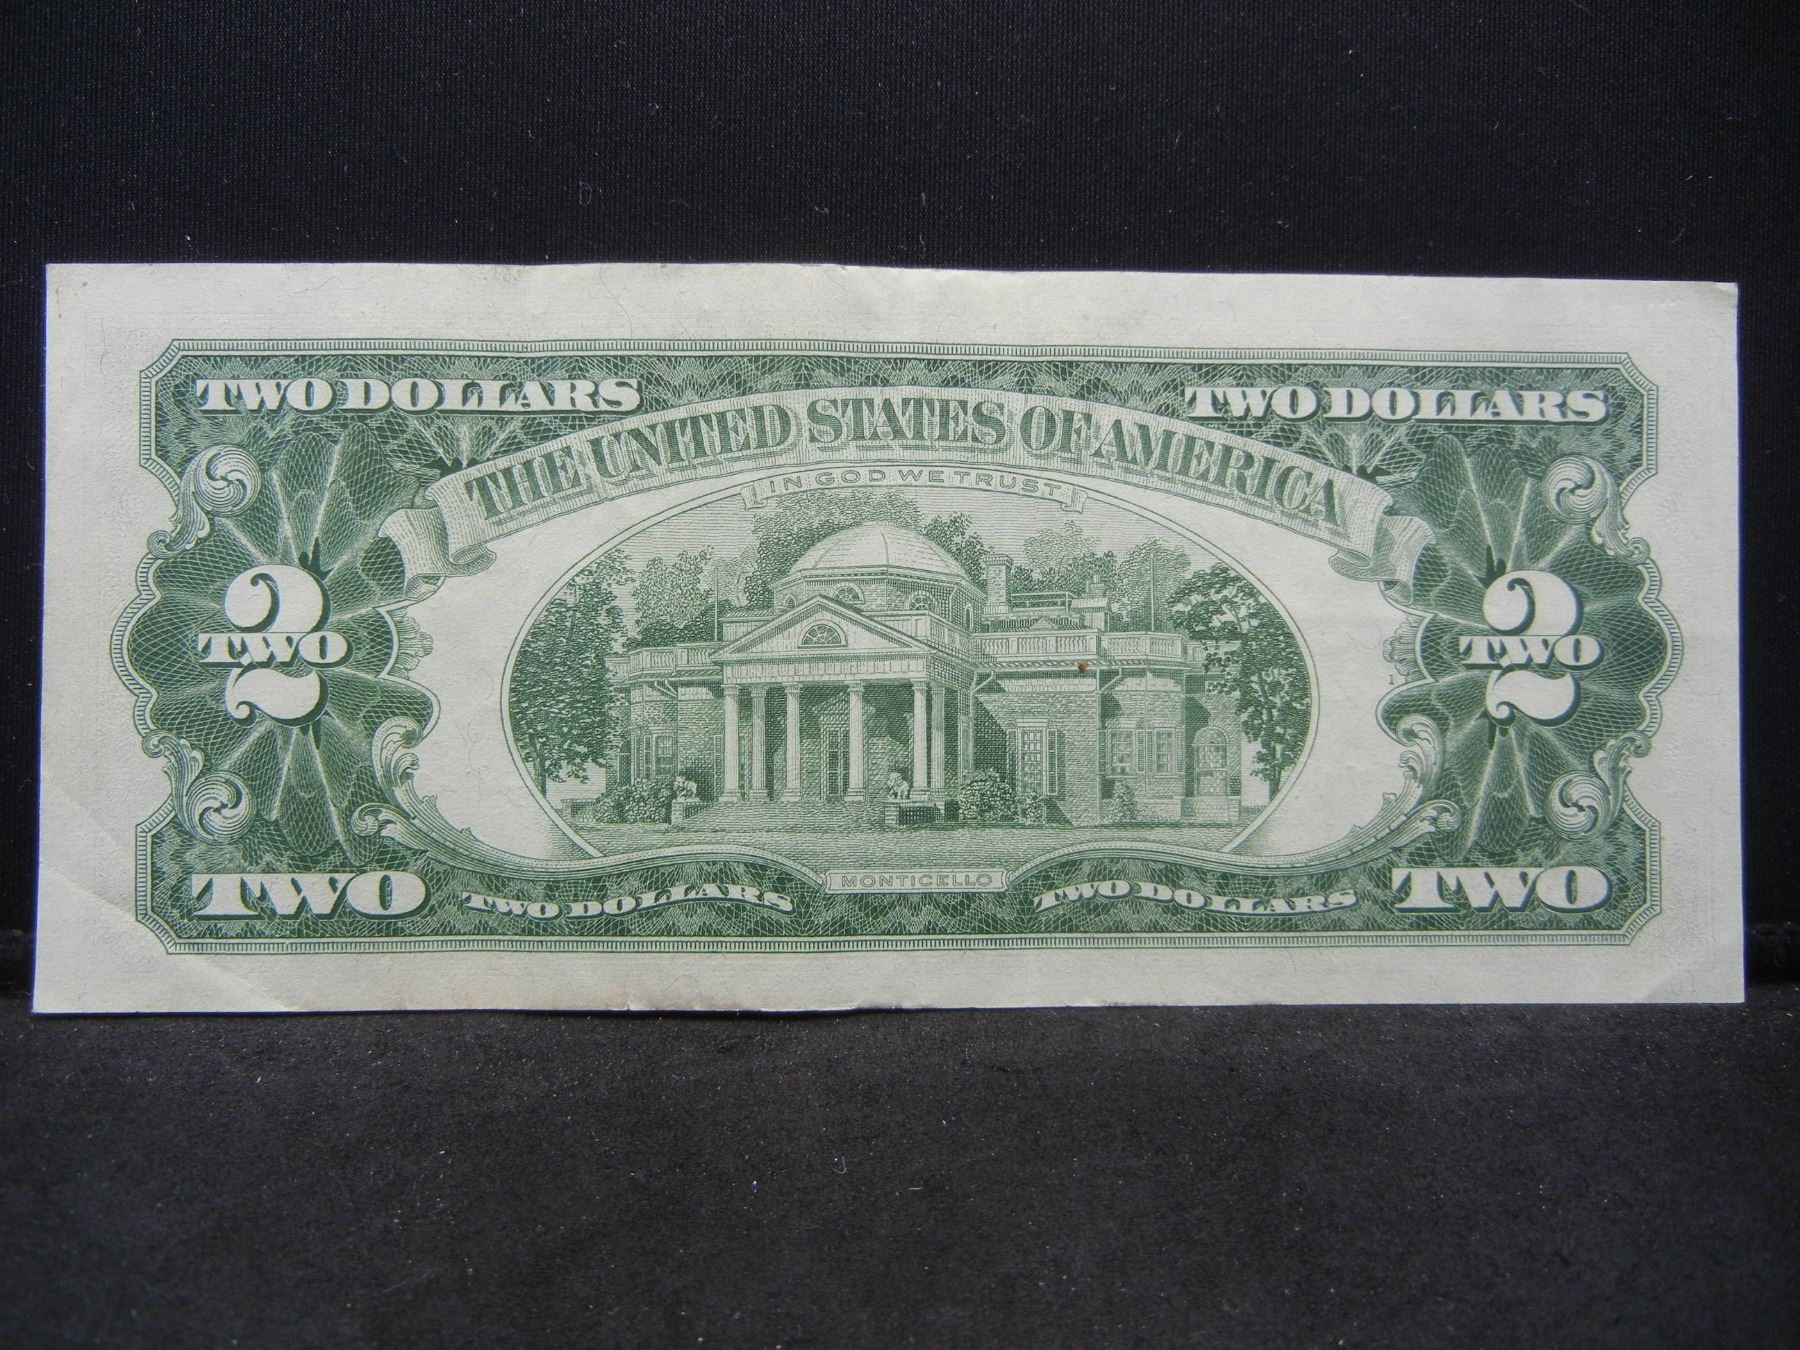 TWO DOLLARS
TWO DOLLARS
THE UNITED STATES OF AMERICA
IN GOD WE TRUST
2
TWO
2
TWO
1
TWO
TWO DOLLARS
MONTICELLO
TWO DOLLARS
TWO